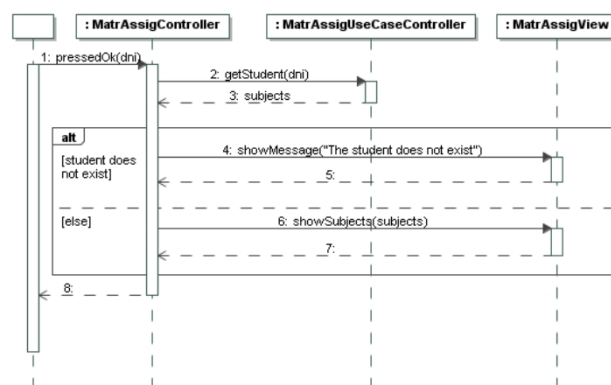 : MatrAssigController
: MatrAssigUseCaseController
: MatrAssigView
1: pressedOk(dni)
2: getStudent(dni)
3: subjects
alt
[student does
not exist]
4: showMessage("The student does not exist")
5:
[else]
6: showSubjects(subjects)
7:
8: